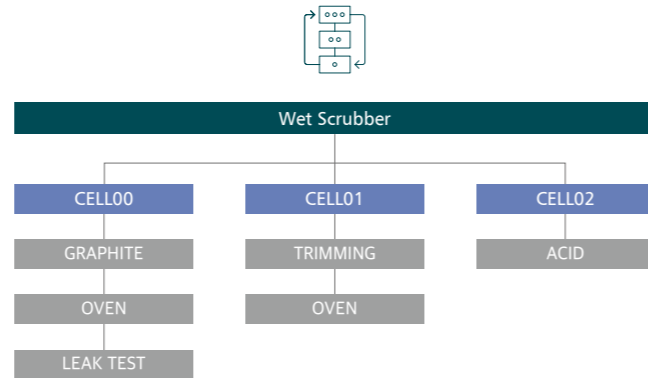 Wet Scrubber
CELL00
CELL01
CELL02
GRAPHITE
TRIMMING
ACID
OVEN
OVEN
LEAK TEST